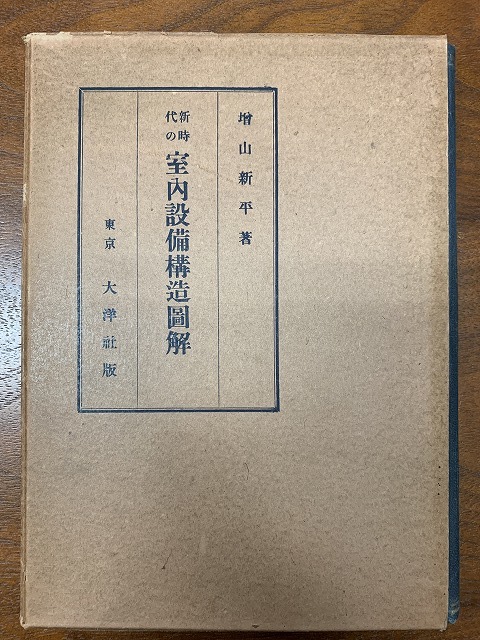 增山新平著
新時代の
室內設備構造圖解
東京 大洋社版